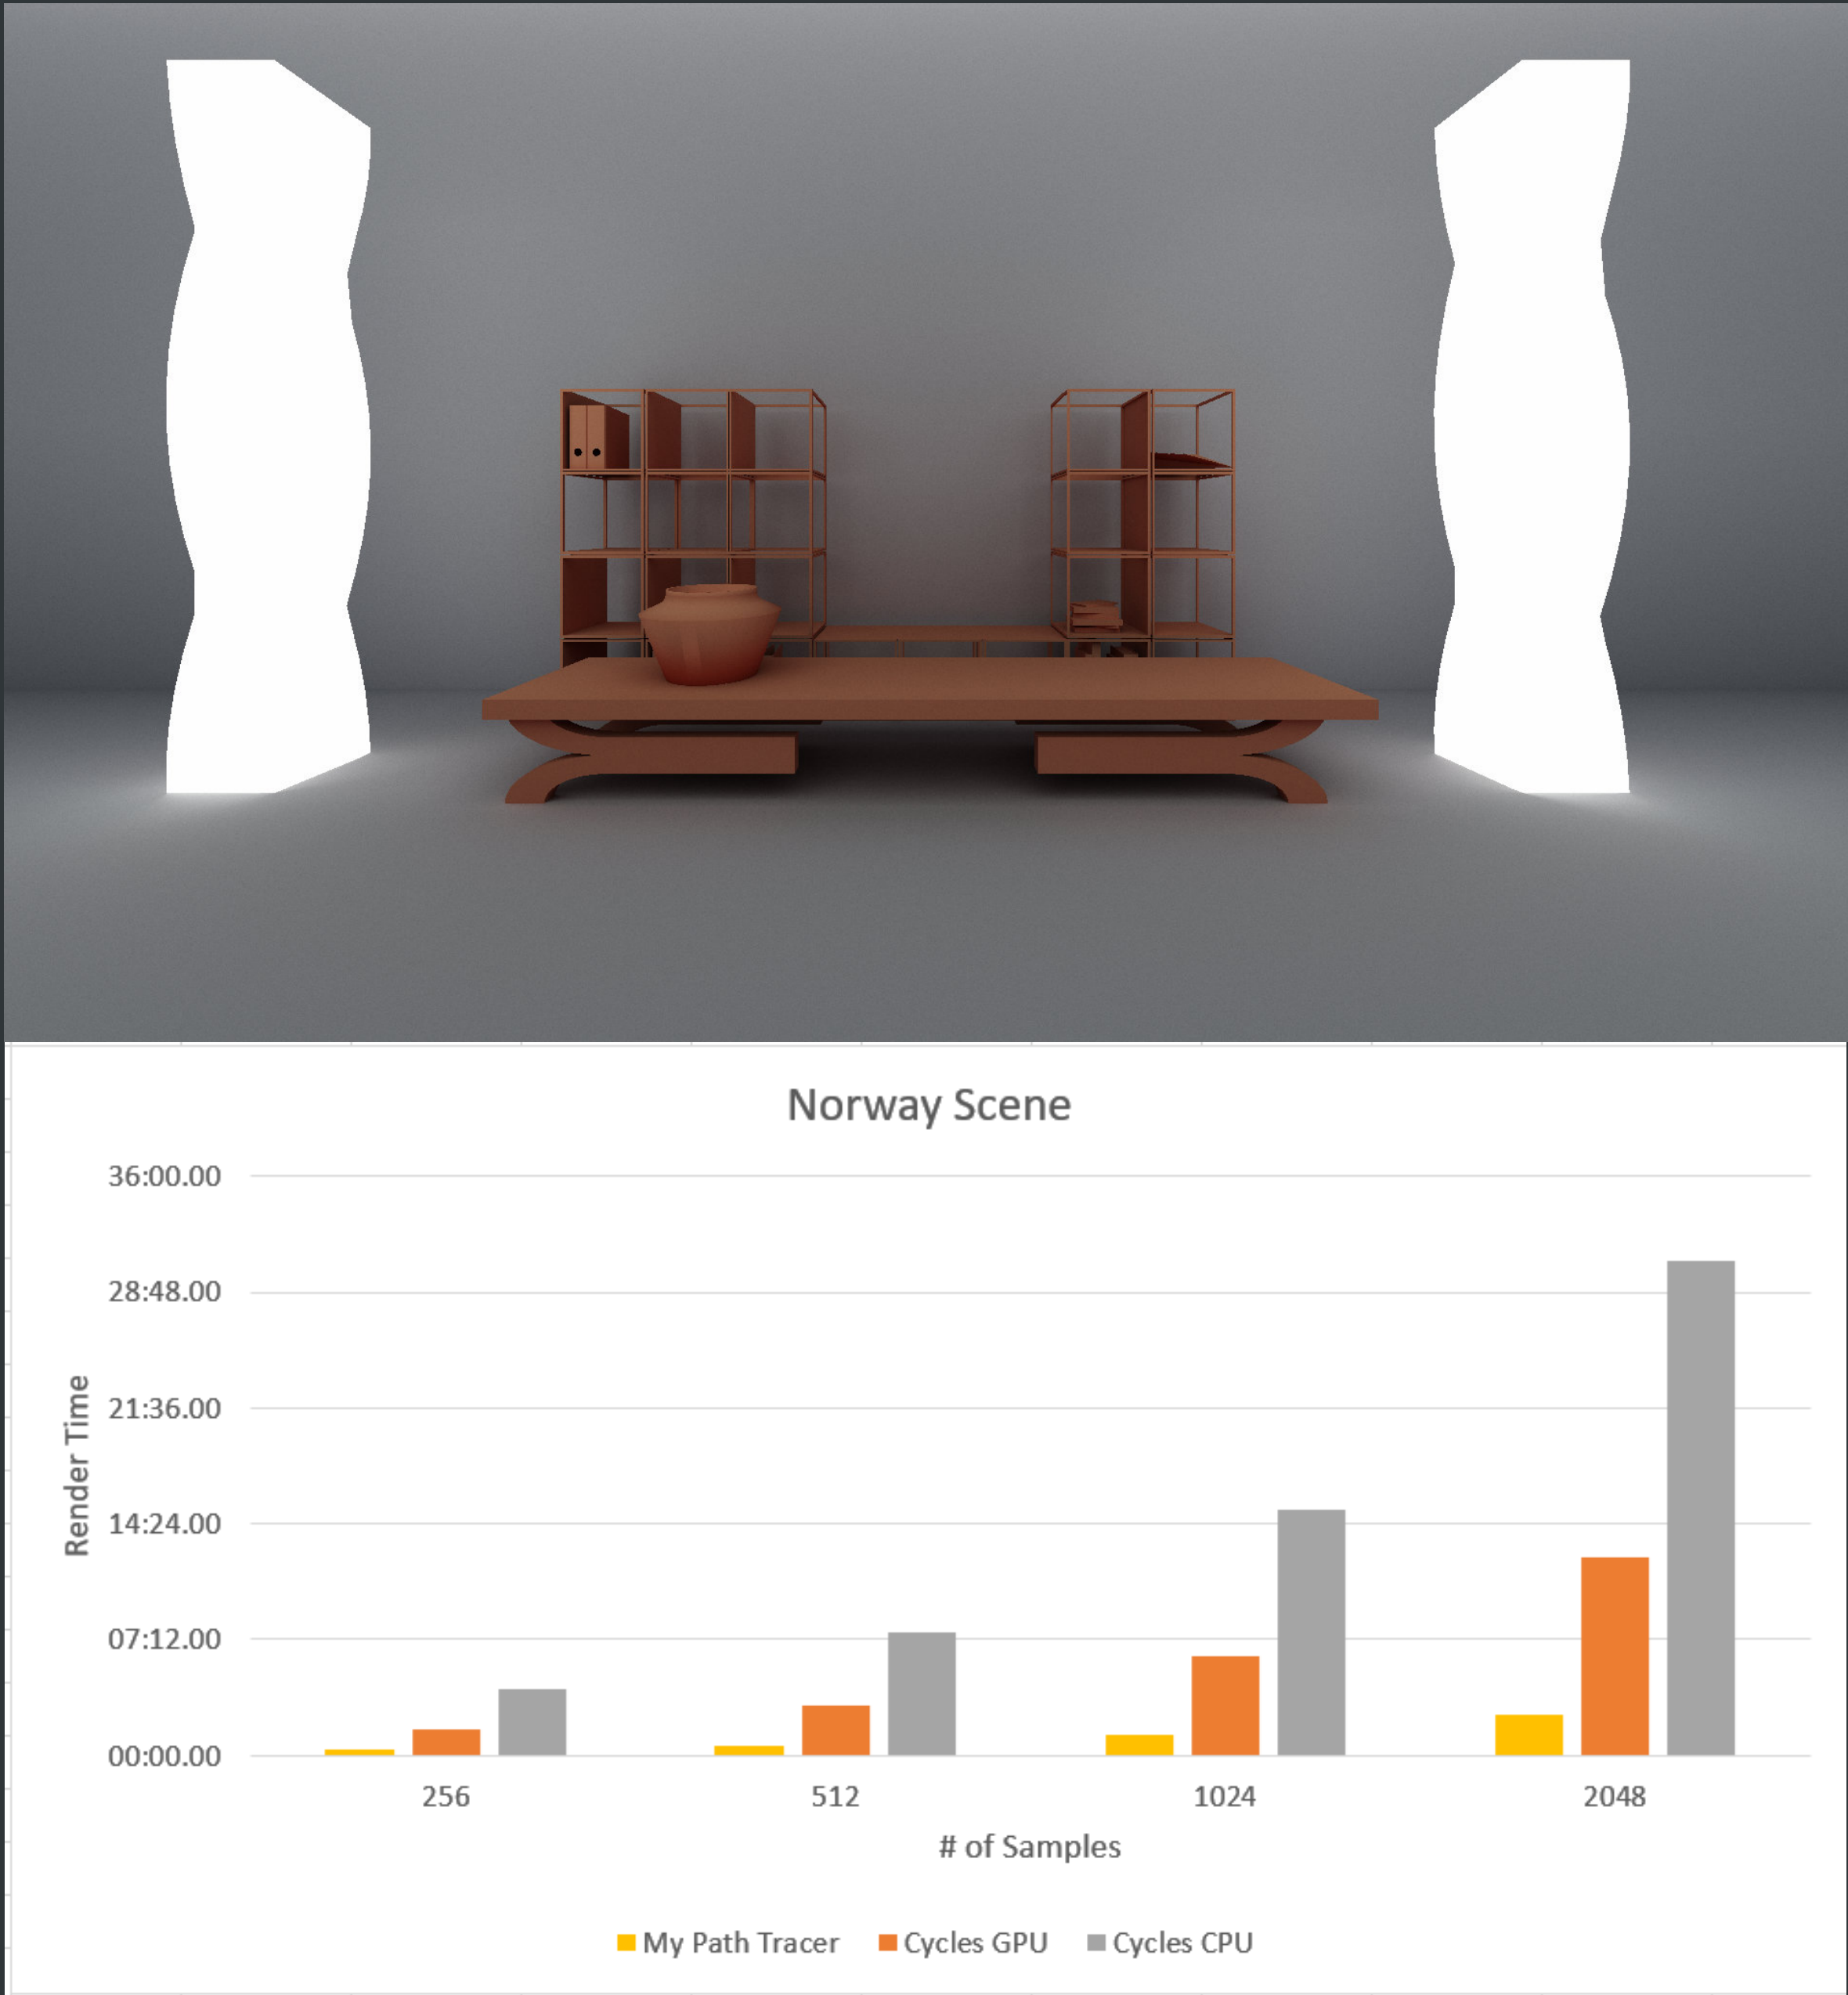 Norway Scene
36:00.00
28:48.00
21:36.00
14:24.00
07:12.00
00:00.00
Render Time
256 512 1024 2048
# of Samples
My Path Tracer Cycles GPU Cycles CPU